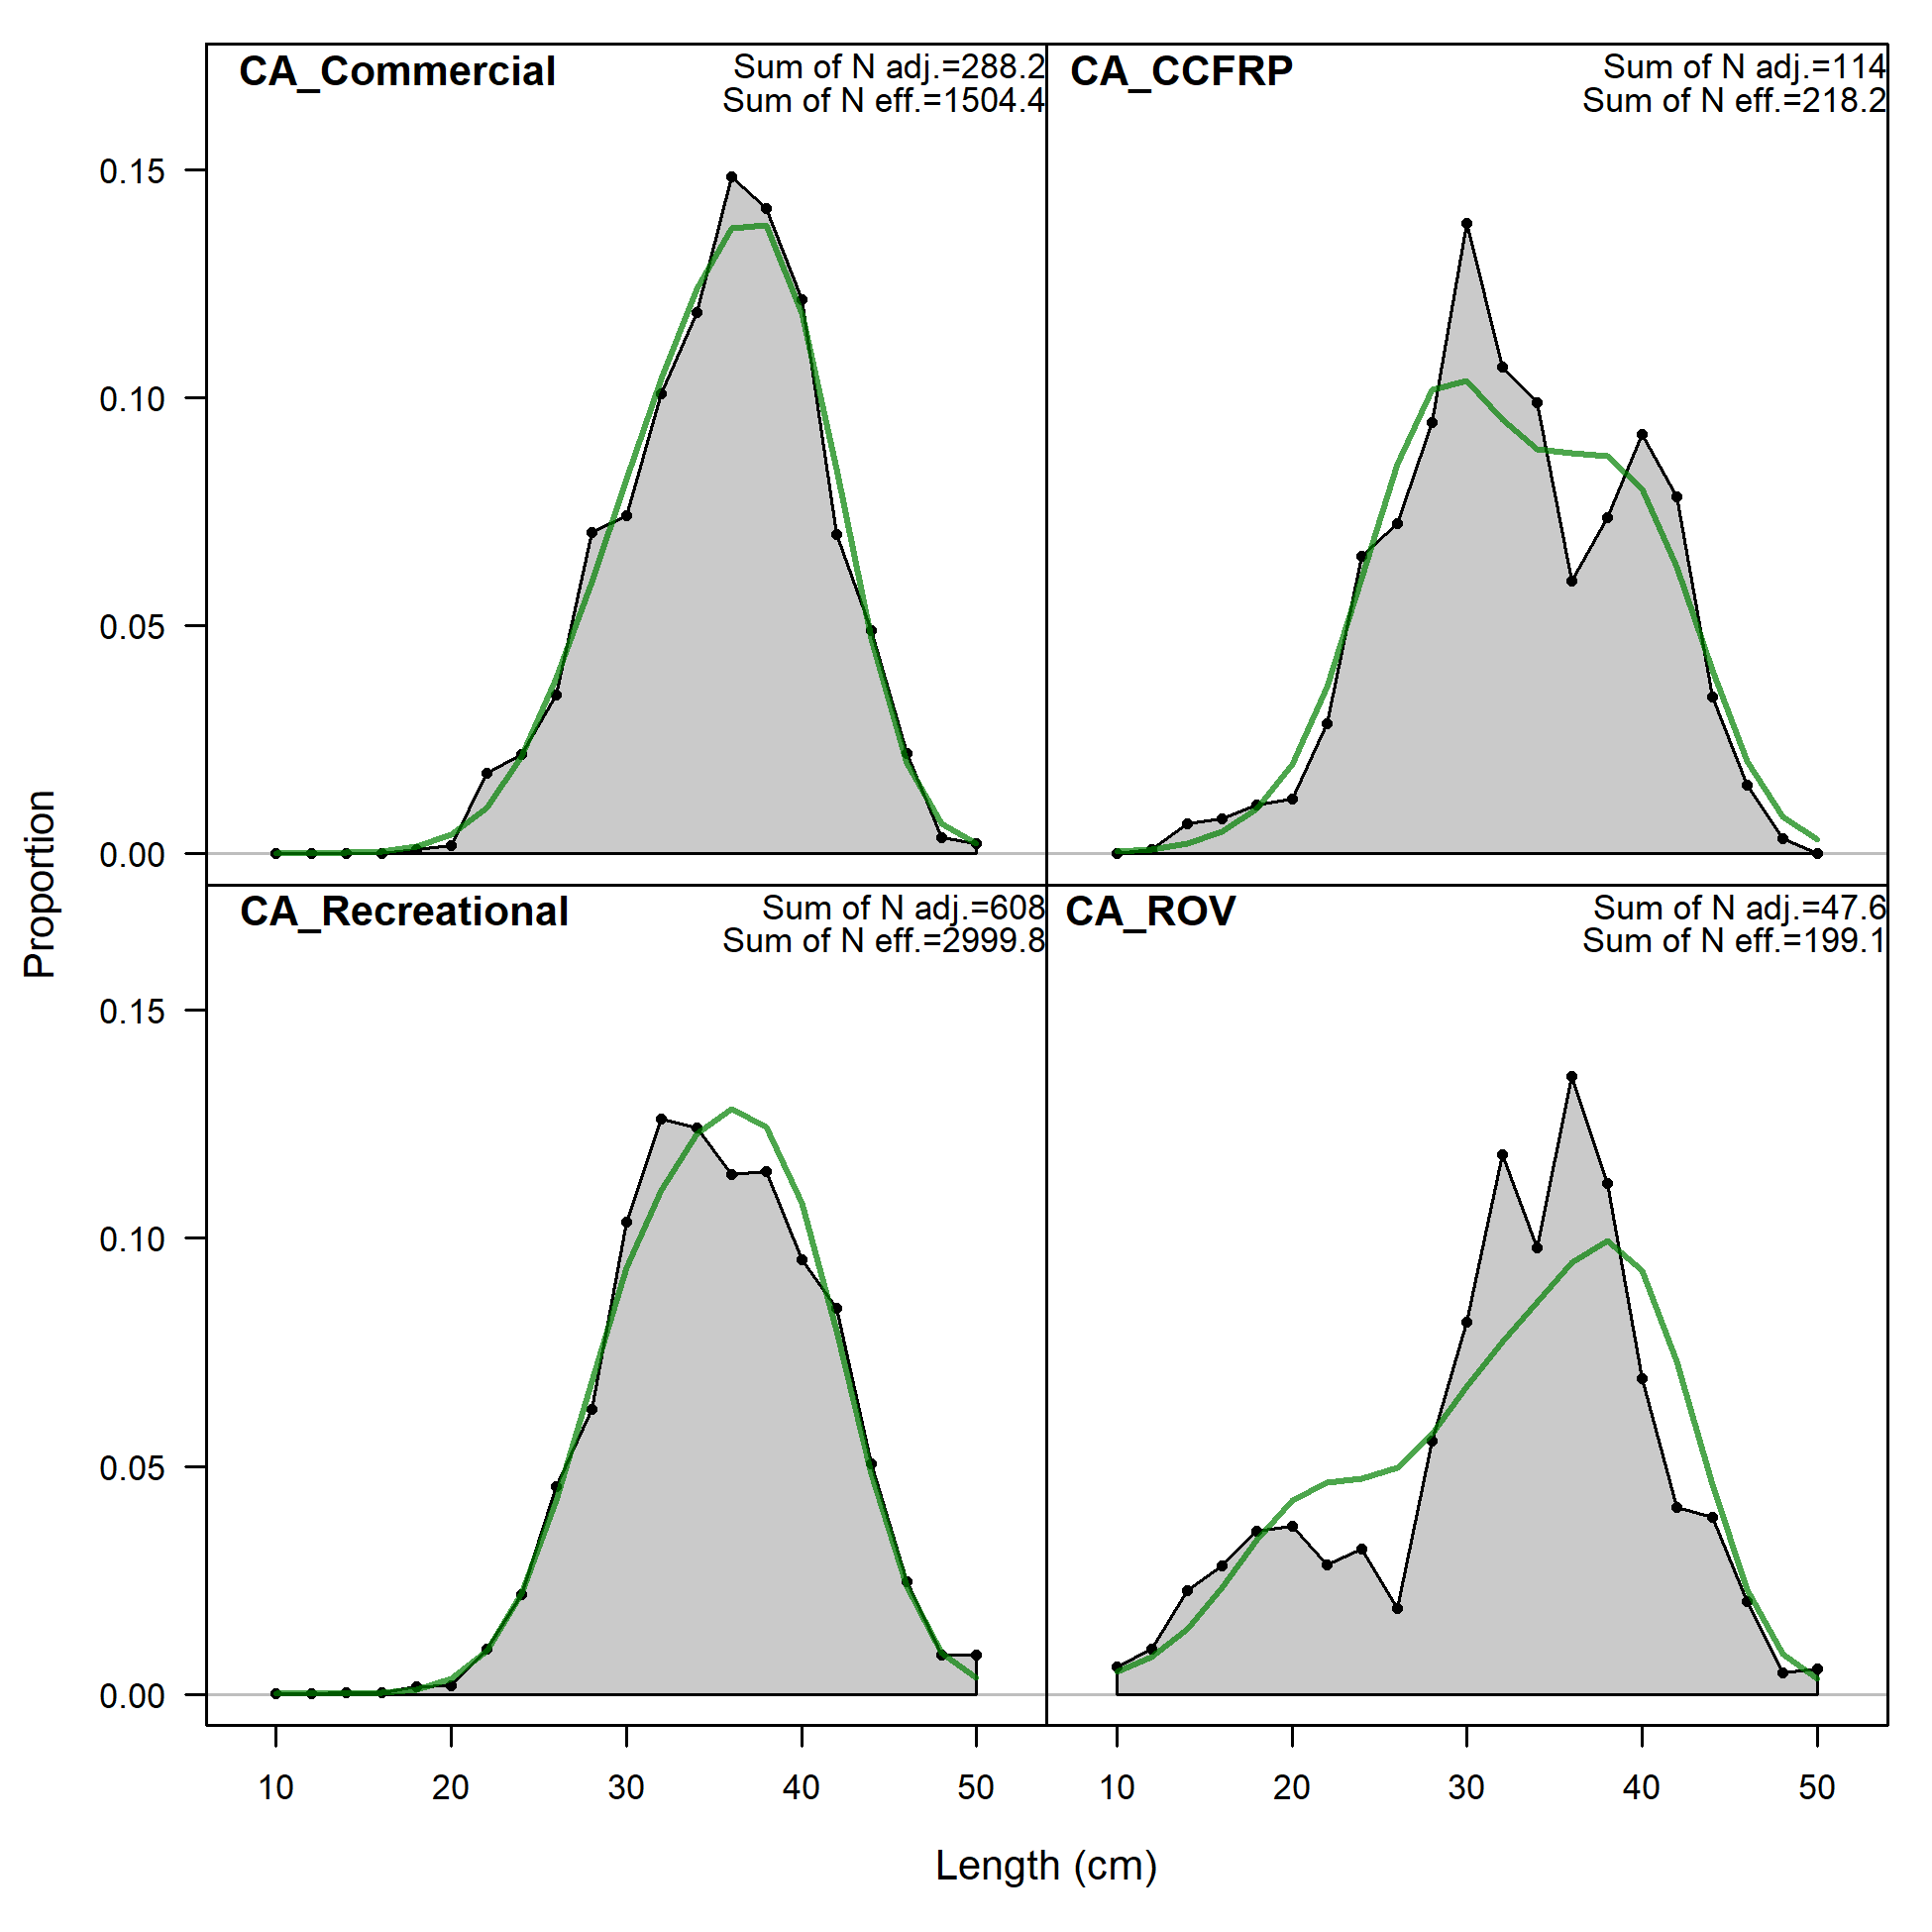 CA_Commercial
Sum of N adj.=288.2
Sum of N eff.=1504.4
CA_CCFRP
Sum of N adj.=114
Sum of N eff.=218.2
0.15
0.10
0.05
0.00
CA_Recreational
Sum of N adj.=608
Sum of N eff.=2999.8
CA_ROV
Sum of N adj.=47.6
Sum of N eff.=199.1
0.15
0.10
0.05
0.00
Proportion
10 20 30 40 50 10 20 30 40 50
Length (cm)